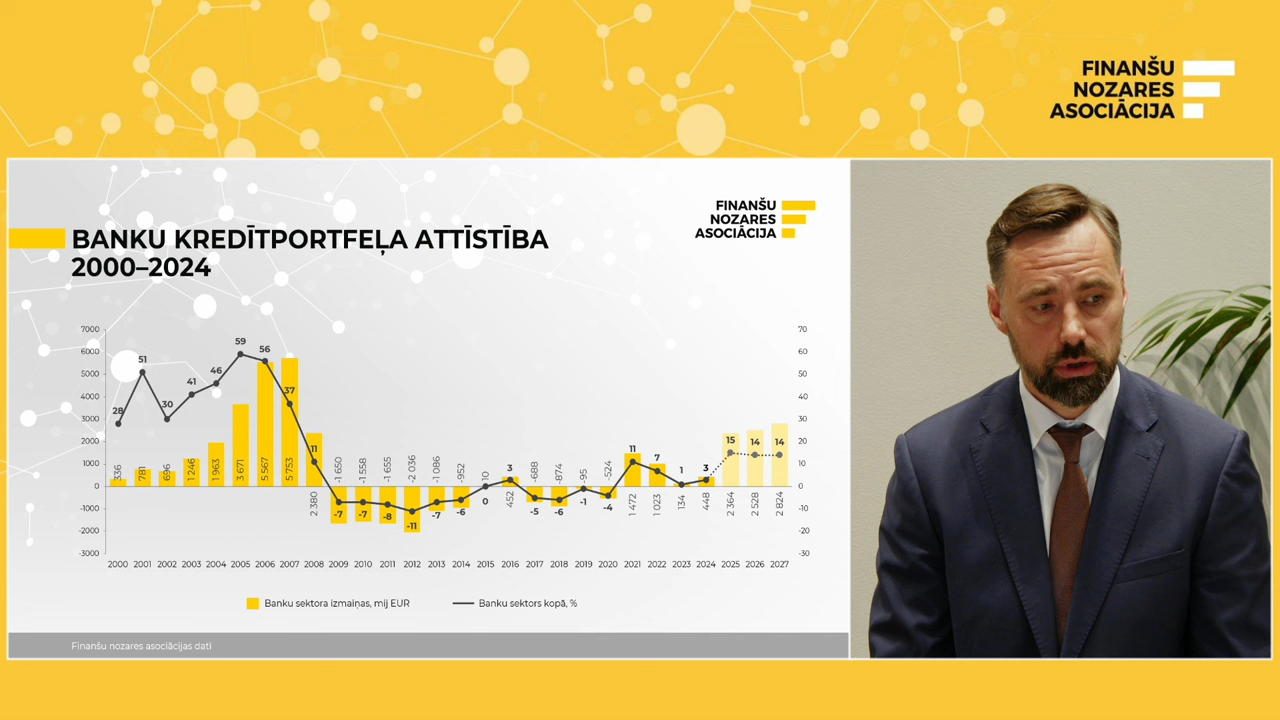 FINANŠU
NOZARES
ASOCIĀCIJA
FINANŠU
NOZARES
ASOCIĀCIJA
BANKU KREDĪTPORTFEĻA ATTĪSTĪBA
2000–2024
7000 6000 5000 4000 3000 2000 1000 0 -1000 -2000 -3000
70 60 50 40 30 20 10 0 -10 -20 -30
28 51 30 41 46 59 56 37 11 -7 -7 -8 -11 -7 -6 0 3 -5 -6 -1 -4 11 7 1 3 15 14 14
336 781 696 1 246 1 963 3 671 5 567 5 753 2 380 -1 650 -1 558 -1 655 -2 036 -1 086 -952 10 452 -688 -874 -95 -524 1 472 1 023 134 448 2 364 2 528 2 824
2000 2001 2002 2003 2004 2005 2006 2007 2008 2009 2010 2011 2012 2013 2014 2015 2016 2017 2018 2019 2020 2021 2022 2023 2024 2025 2026 2027
Banku sektora izmaiņas, mij EUR Banku sektors kopā, %
Finanšu nozares asociācijas dati